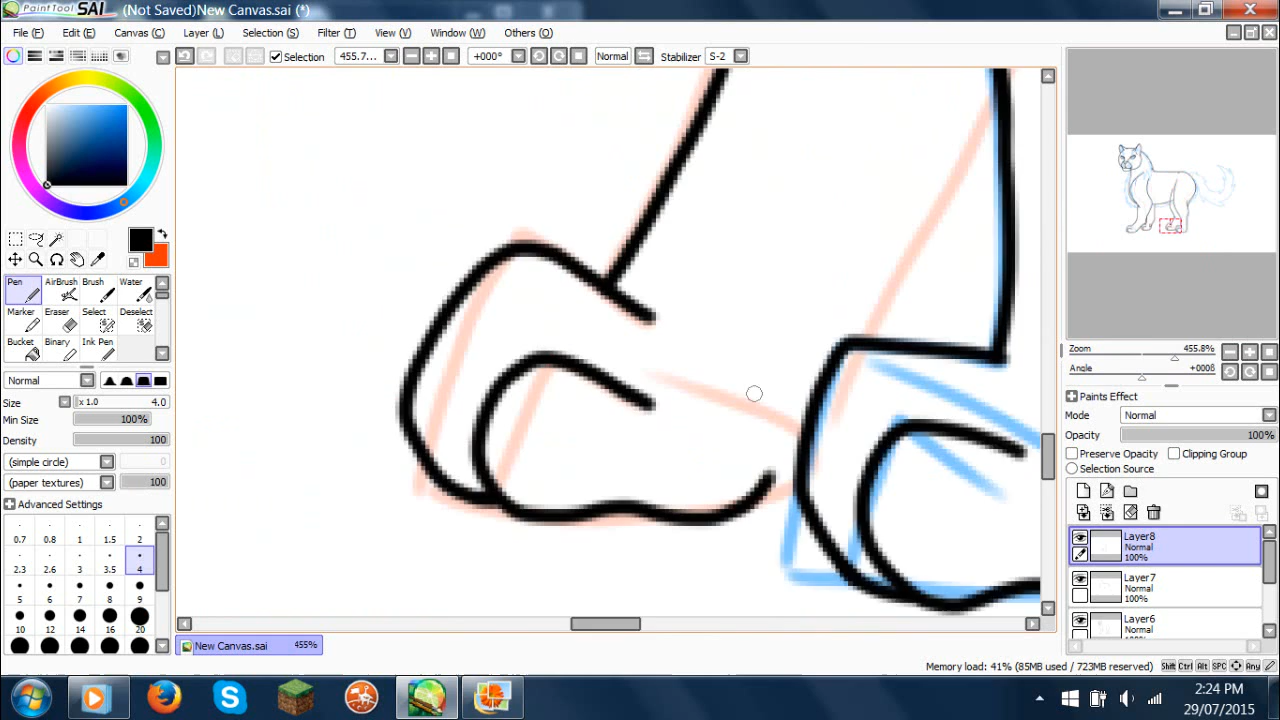 PaintTool SAI (Not Saved)New Canvas.sai (*)
File (F) Edit (E) Canvas (C) Layer (L) Selection (S) Filter (T) View (V) Window (W) Others (O)
Selection 455.7... +000° Normal Stabilizer S-2
Pen AirBrush Brush Water
Marker Eraser Select Deselect
Bucket Binary Ink Pen
Normal
Size x 1.0 4.0
Min Size 100%
Density 100
(simple circle) 0
(paper textures) 100
Advanced Settings
0.7 0.8 1 1.5 2
2.3 2.6 3 3.5 4
5 6 7 8 9
10 12 14 16 20
Zoom 455.8%
Angle +000ß
Paints Effect
Mode Normal
Opacity 100%
Preserve Opacity Clipping Group
Selection Source
Layer8
Normal
100%
Layer7
Normal
100%
Layer6
Normal
New Canvas.sai 455%
Memory load: 41% (85MB used / 723MB reserved) Shift Ctrl Alt SPC Any
2:24 PM
29/07/2015